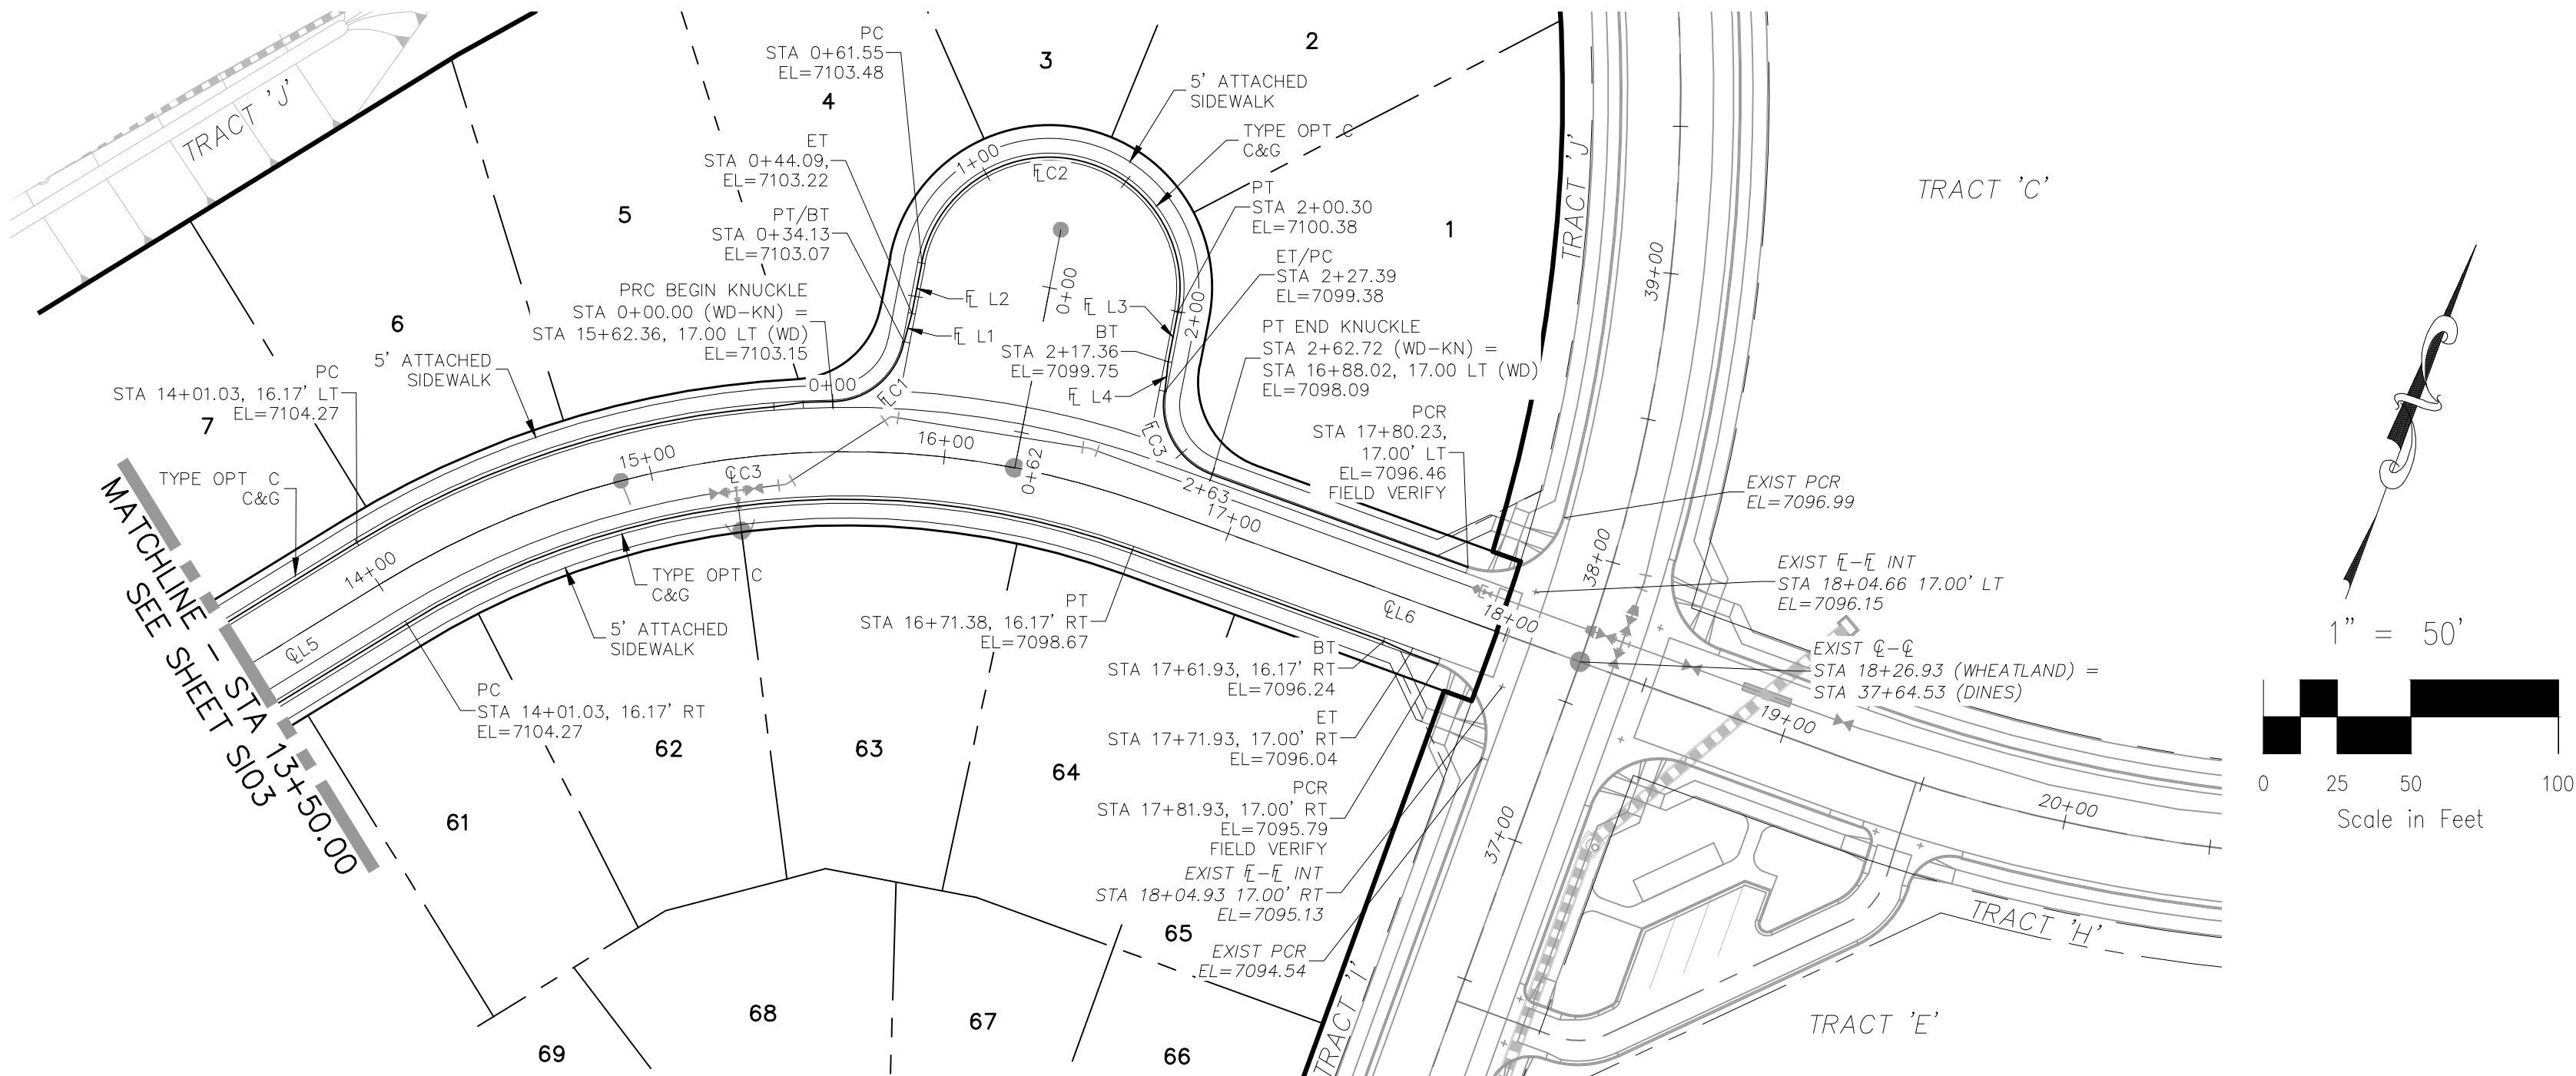 TRACT 'J'
PC
STA 0+61.55
EL=7103.48
4
3
2
5' ATTACHED
SIDEWALK
TYPE OPT C
C&G
ET
STA 0+44.09,
EL=7103.22
PT/BT
STA 0+34.13
EL=7103.07
PRC BEGIN KNUCKLE
STA 0+00.00 (WD-KN) =
STA 15+62.36, 17.00 LT (WD)
EL=7103.15
5
6
7
1
1+00
FL C2
PT
STA 2+00.30
EL=7100.38
ET/PC
STA 2+27.39
EL=7099.38
PT END KNUCKLE
STA 2+62.72 (WD-KN) =
STA 16+88.02, 17.00 LT (WD)
EL=7098.09
0+00
FL L2
FL L1
FL L3
BT
STA 2+17.36
EL=7099.75
FL L4
2+00
0+00
FL C1
FL C3
5' ATTACHED
SIDEWALK
PC
STA 14+01.03, 16.17' LT
EL=7104.27
TYPE OPT C
C&G
PCR
STA 17+80.23,
17.00' LT
EL=7096.46
FIELD VERIFY
MATCHLINE - STA 13+50.00
SEE SHEET SI03
14+00
15+00
16+00
17+00
18+00
19+00
20+00
0+62
2+63
CL C3
CL L5
CL L6
TYPE OPT C
C&G
5' ATTACHED
SIDEWALK
PC
STA 14+01.03, 16.17' RT
EL=7104.27
PT
STA 16+71.38, 16.17' RT
EL=7098.67
BT
STA 17+61.93, 16.17' RT
EL=7096.24
ET
STA 17+71.93, 17.00' RT
EL=7096.04
PCR
STA 17+81.93, 17.00' RT
EL=7095.79
FIELD VERIFY
EXIST FL-FL INT
STA 18+04.93 17.00' RT
EL=7095.13
EXIST PCR
EL=7094.54
61
62
63
64
65
66
67
68
69
TRACT 'J'
39+00
38+00
37+00
TRACT 'C'
EXIST PCR
EL=7096.99
EXIST FL-FL INT
STA 18+04.66 17.00' LT
EL=7096.15
EXIST CL-CL
STA 18+26.93 (WHEATLAND) =
STA 37+64.53 (DINES)
TRACT 'I'
TRACT 'H'
TRACT 'E'
1" = 50'
0 25 50 100
Scale in Feet